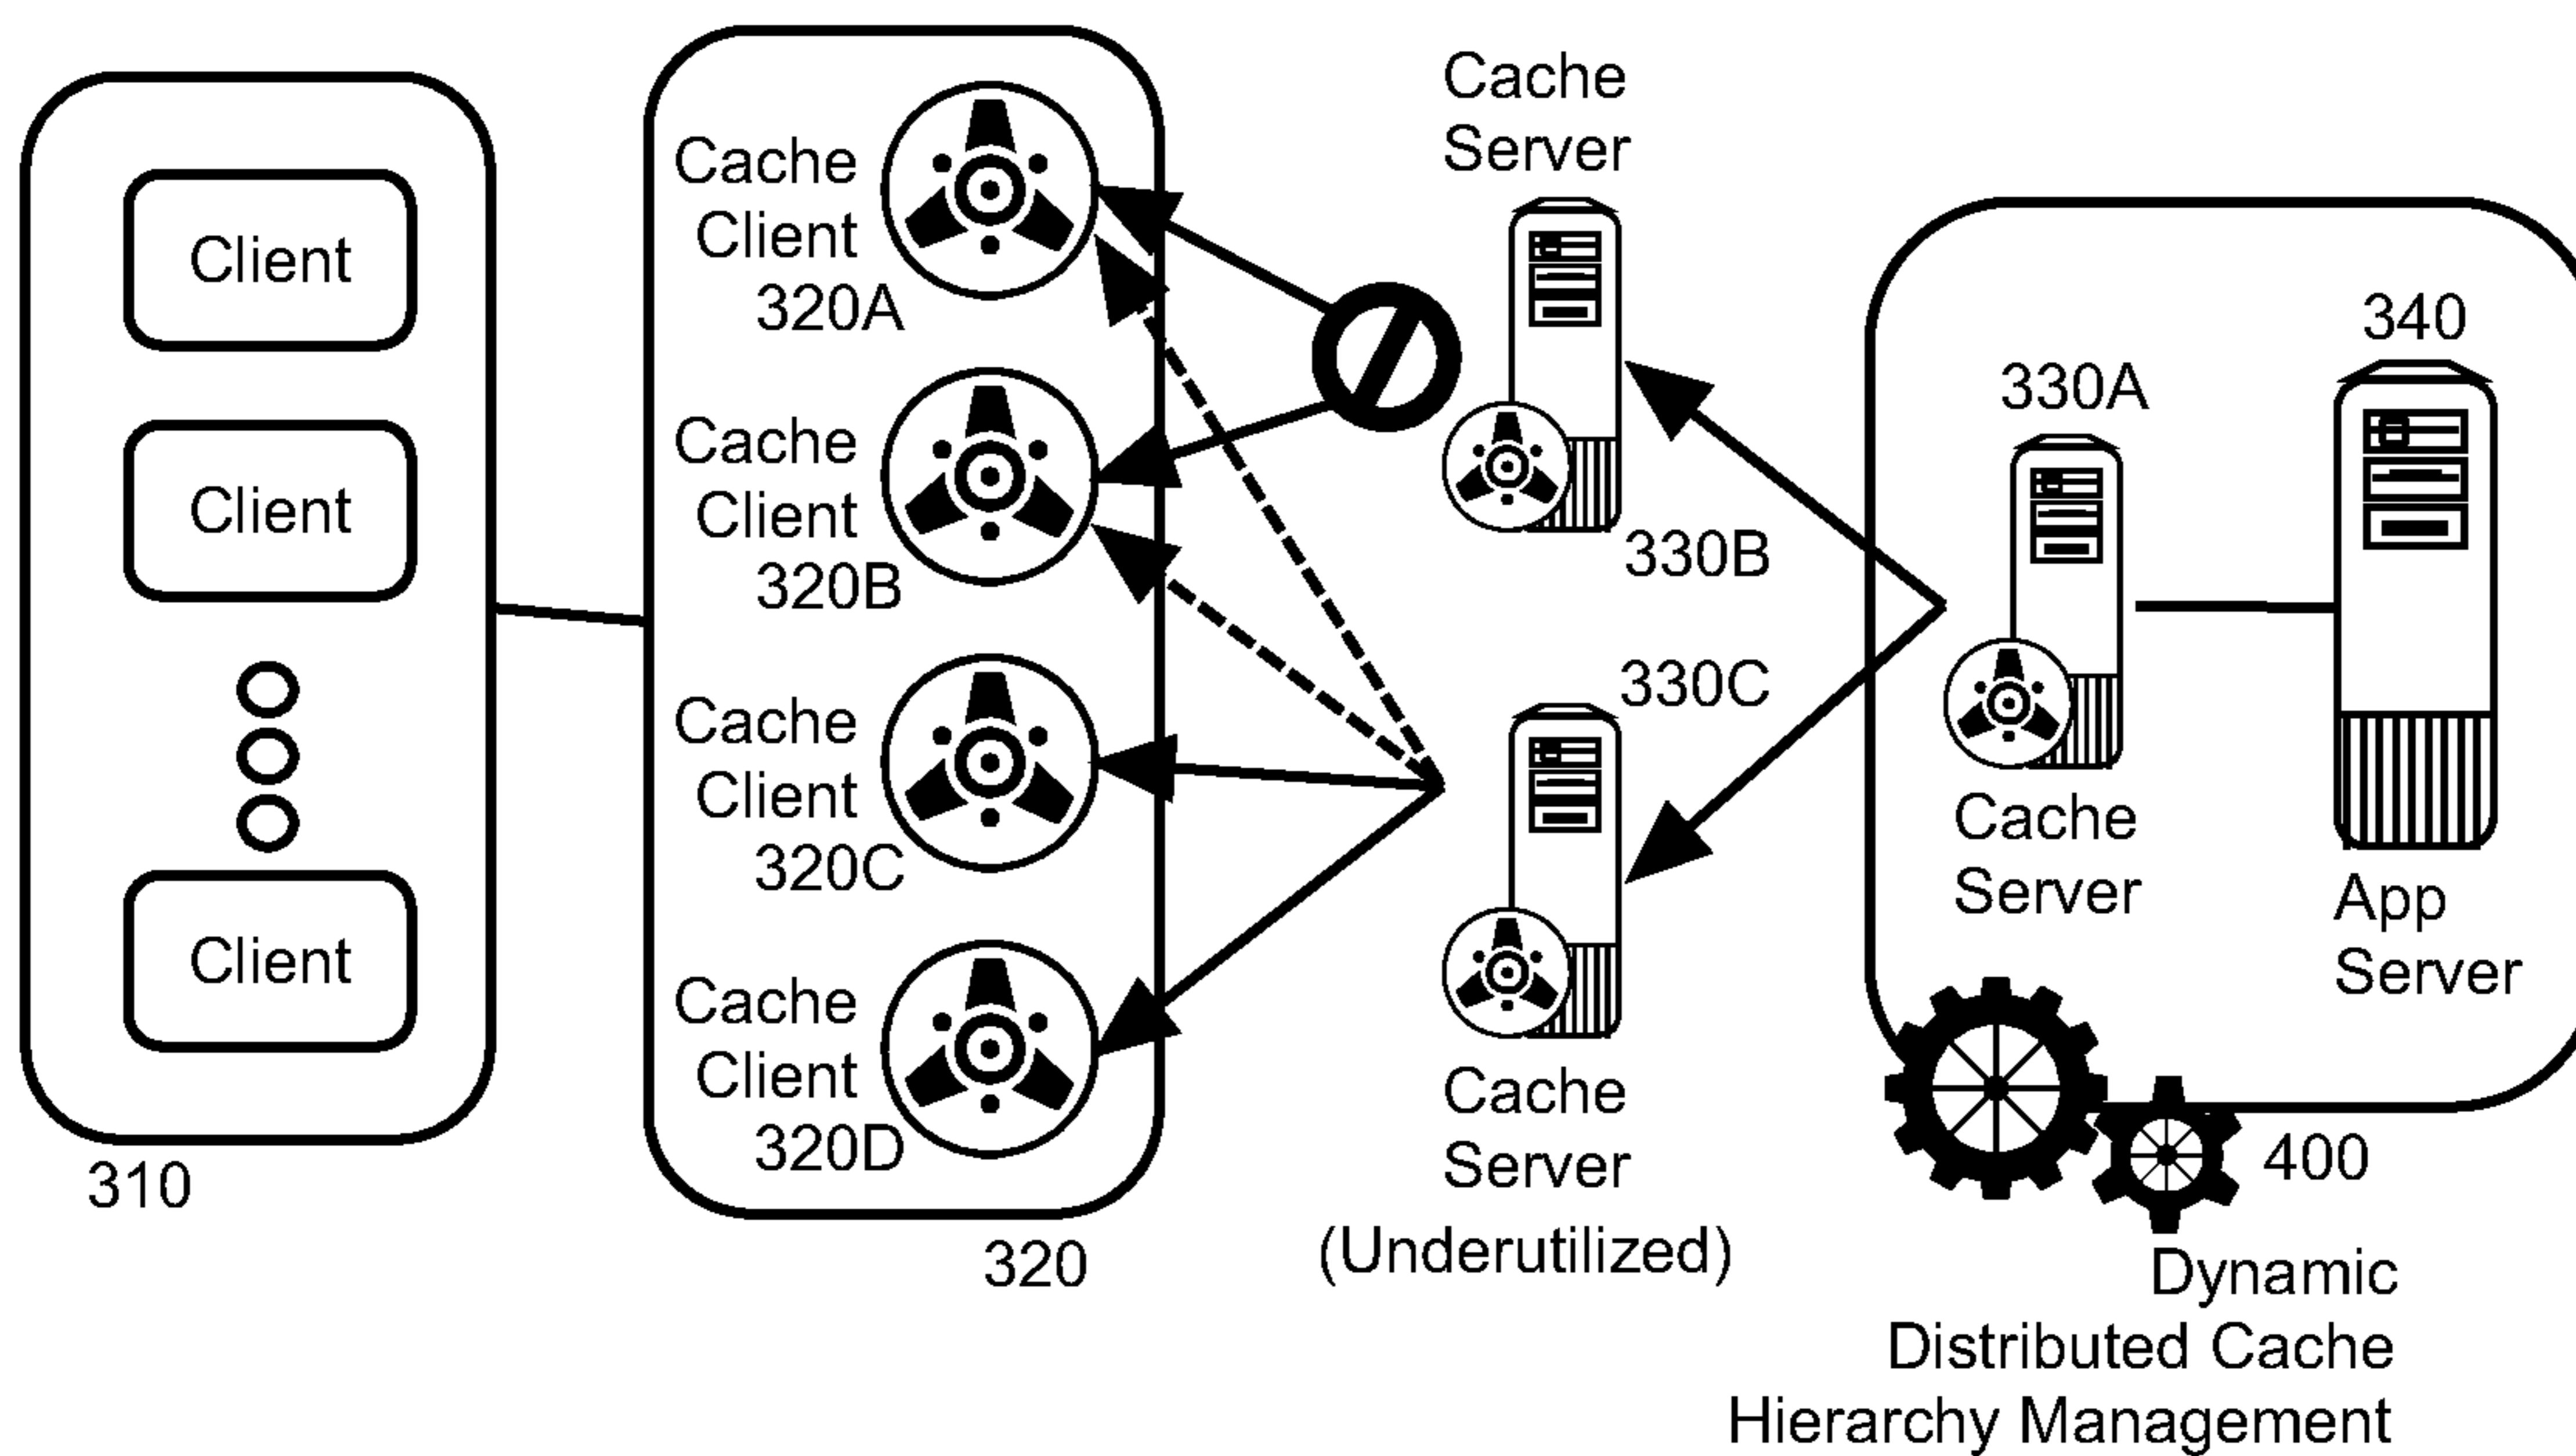 Client
Client
Client
310
Cache
Client
320A
Cache
Client
320B
Cache
Client
320C
Cache
Client
320D
320
Cache
Server
330B
330C
Cache
Server
(Underutilized)
330A
Cache
Server
340
App
Server
400
Dynamic
Distributed Cache
Hierarchy Management